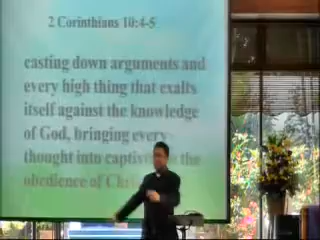 2 Corinthians 10:4-5
casting down arguments and
every high thing that exalts
itself against the knowledge
of God, bringing every
thought into the
obedience of